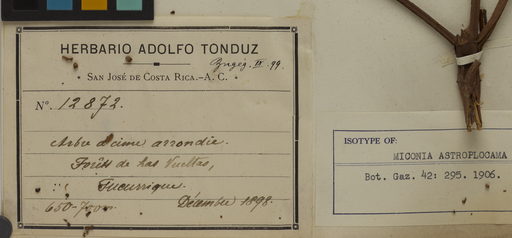 HERBARIO ADOLFO TONDUZ
SAN JOSÉ DE COSTA RICA.—A. C.
N°. 12872.
Arbre à cime arrondie.
Forêts de las Vueltas,
Tucurrique.
650-700 m. Décembre 1898.
ISOTYPE OF:
MICONIA ASTROPLOCAMA
Bot. Gaz. 42: 295. 1906.